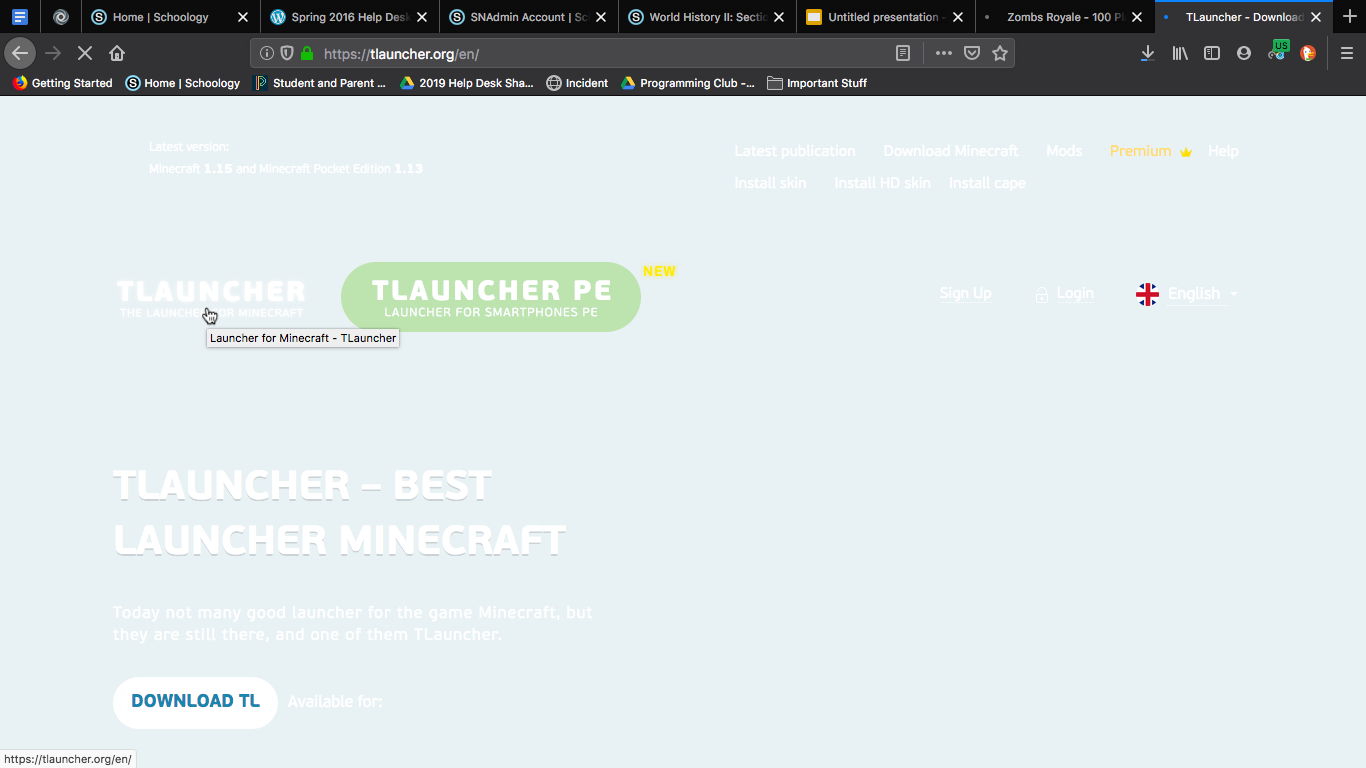 Home | Schoology
Spring 2016 Help Desk
SNAdmin Account | Sc
World History II: Sectio
Untitled presentation -
Zombs Royale - 100 Pl
TLauncher - Download
https://tlauncher.org/en/
US
Getting Started
Home | Schoology
Student and Parent ...
2019 Help Desk Sha...
Incident
Programming Club -...
Important Stuff
Latest version:
Minecraft 1.15 and Minecraft Pocket Edition 1.13
Latest publication
Download Minecraft
Mods
Premium
Help
Install skin
Install HD skin
Install cape
TLAUNCHER
THE LAUNCHER FOR MINECRAFT
TLAUNCHER PE
LAUNCHER FOR SMARTPHONES PE
NEW
Sign Up
Login
English
Launcher for Minecraft - TLauncher
TLAUNCHER – BEST
LAUNCHER MINECRAFT
Today not many good launcher for the game Minecraft, but
they are still there, and one of them TLauncher.
DOWNLOAD TL
Available for:
https://tlauncher.org/en/